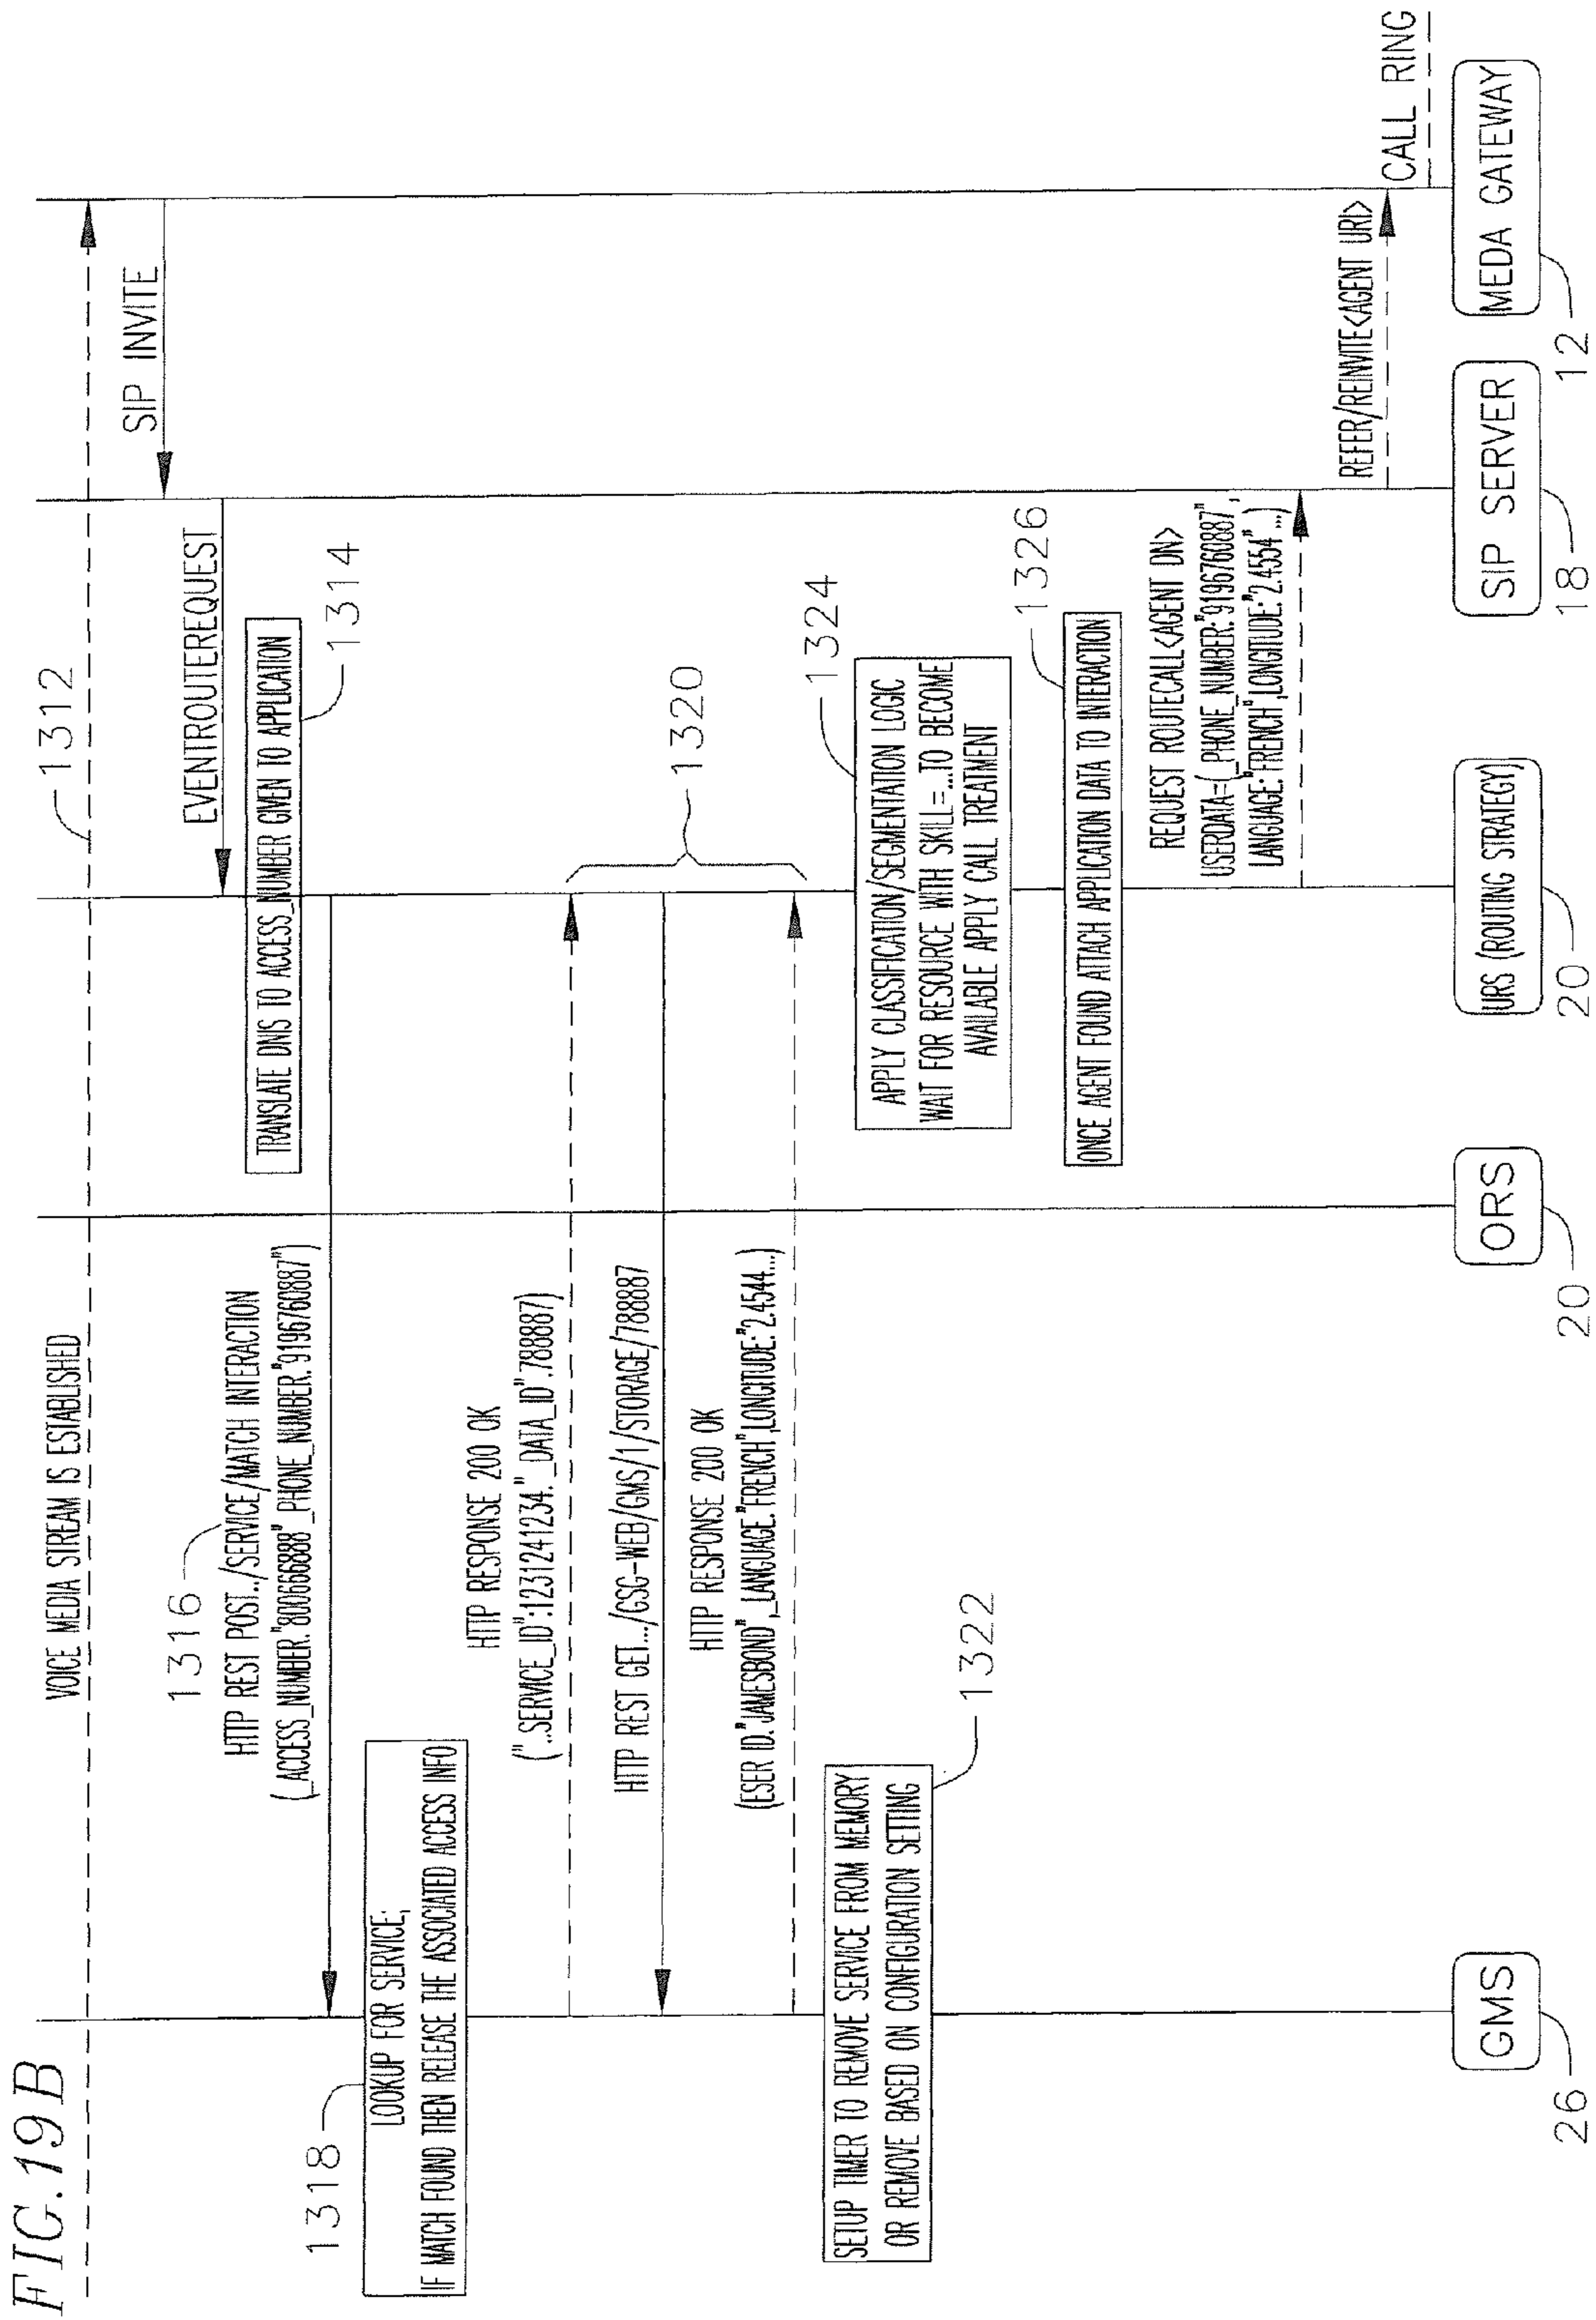 FIG.19B
VOICE MEDIA STREAM IS ESTABLISHED
1312
SIP INVITE
EVENTROUTEREQUEST
TRANSLATE DNIS TO ACCESS_NUMBER GIVEN TO APPLICATION
1314
1316
HTTP REST POST../SERVICE/MATCH INTERACTION
(_ACCESS_NUMBER:"80066888"_PHONE_NUMBER:"9196760887")
1318
LOOKUP FOR SERVICE;
IF MATCH FOUND THEN RELEASE THE ASSOCIATED ACCESS INFO
HTTP RESPONSE 200 OK
("..SERVICE_ID":1231241234."_DATA_ID".788887)
1320
HTTP REST GET.../GSG-WEB/GMS/1/STORAGE/788887
HTTP RESPONSE 200 OK
(ESER ID."JAMESBOND",_LANGUAGE."FRENCH",LONGITUDE:"2.4544...)
SETUP TIMER TO REMOVE SERVICE FROM MEMORY
OR REMOVE BASED ON CONFIGURATION SETTING
1322
APPLY CLASSIFICATION/SEGMENTATION LOGIC
WAIT FOR RESOURCE WITH SKILL=...TO BECOME
AVAILABLE APPLY CALL TREATMENT
1324
ONCE AGENT FOUND ATTACH APPLICATION DATA TO INTERACTION
1326
REQUEST ROUTECALL<AGENT DN>
USERDATA=(_PHONE_NUMBER:"9196760887",
LANGUAGE:"FRENCH",LONGITUDE:"2.4554"...)
REFER/REINVITE<AGENT URI>
CALL RING
GMS
26
ORS
20
URS (ROUTING STRATEGY)
20
SIP SERVER
18
MEDA GATEWAY
12